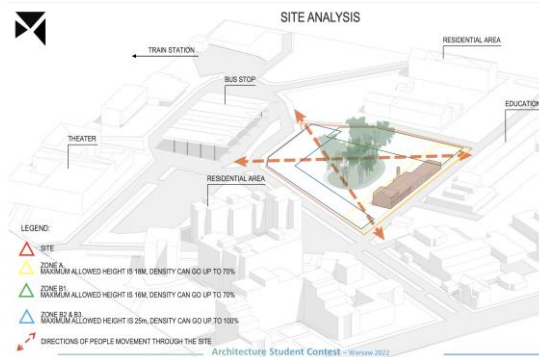 SITE ANALYSIS
TRAIN STATION
RESIDENTIAL AREA
BUS STOP
EDUCATION
THEATER
RESIDENTIAL AREA
LEGEND:
SITE
ZONE A.
MAXIMUM ALLOWED HEIGHT IS 18M, DENSITY CAN GO UP TO 70%
ZONE B1.
MAXIMUM ALLOWED HEIGHT IS 16M, DENSITY CAN GO UP TO 70%
ZONE B2 & B3.
MAXIMUM ALLOWED HEIGHT IS 25m, DENSITY CAN GO UP TO 100%
DIRECTIONS OF PEOPLE MOVEMENT THROUGH THE SITE
Architecture Student Contest – Warsaw 2022